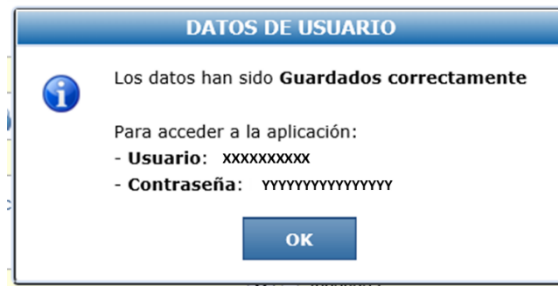 DATOS DE USUARIO
Los datos han sido Guardados correctamente
Para acceder a la aplicación:
- Usuario: XXXXXXXXXX
- Contraseña: YYYYYYYYYYYYYYYY
OK